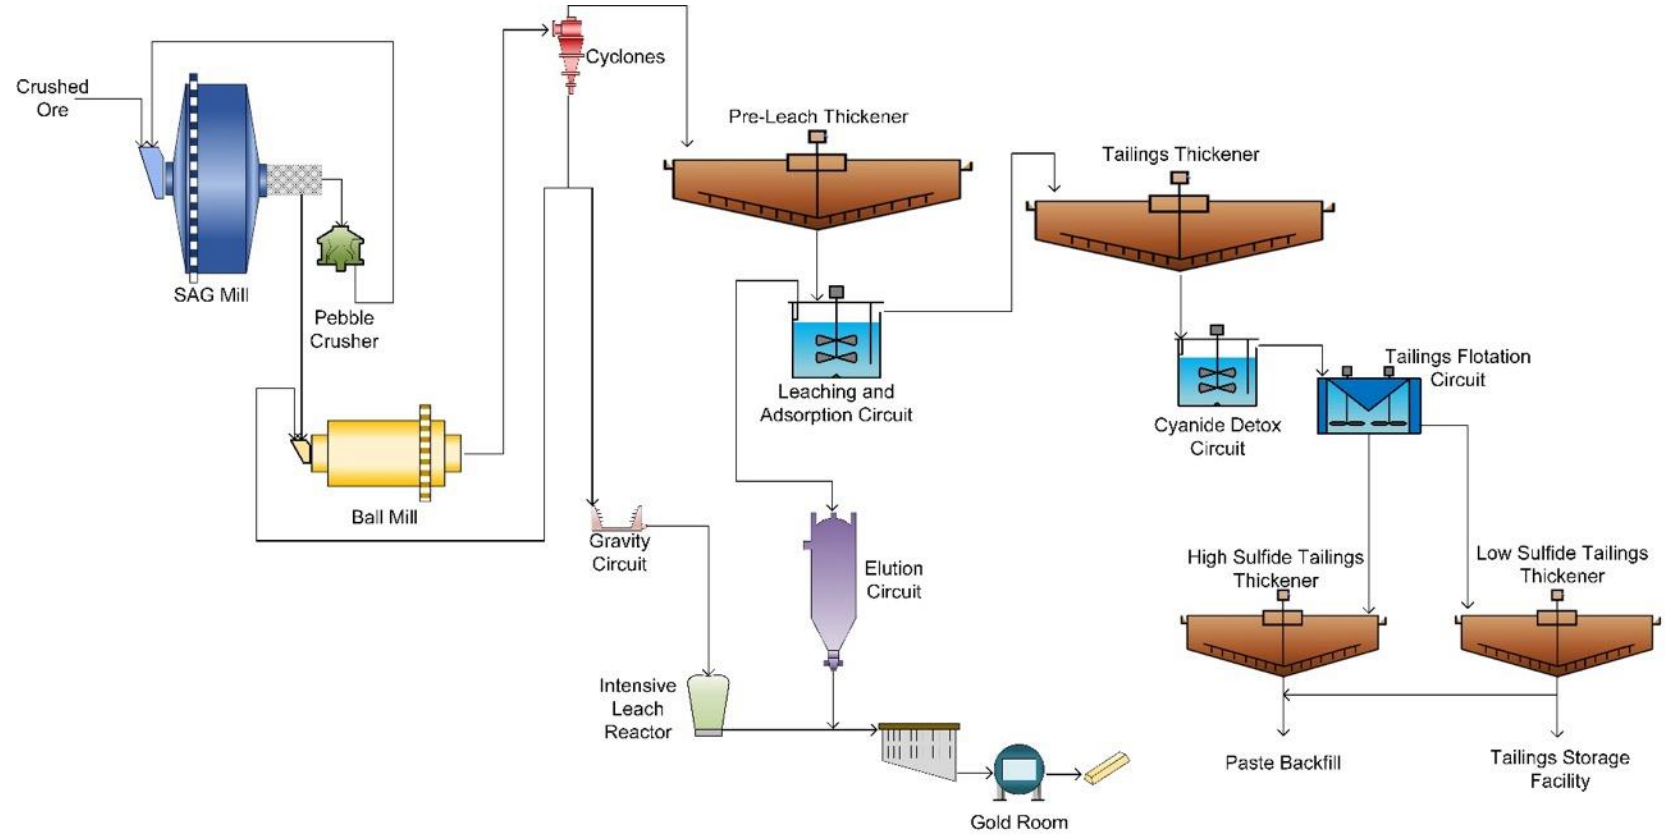 Crushed
Ore
SAG Mill
Pebble
Crusher
Ball Mill
Cyclones
Pre-Leach Thickener
Tailings Thickener
Leaching and
Adsorption Circuit
Cyanide Detox
Circuit
Tailings Flotation
Circuit
Gravity
Circuit
Elution
Circuit
High Sulfide Tailings
Thickener
Low Sulfide Tailings
Thickener
Intensive
Leach
Reactor
Gold Room
Paste Backfill
Tailings Storage
Facility